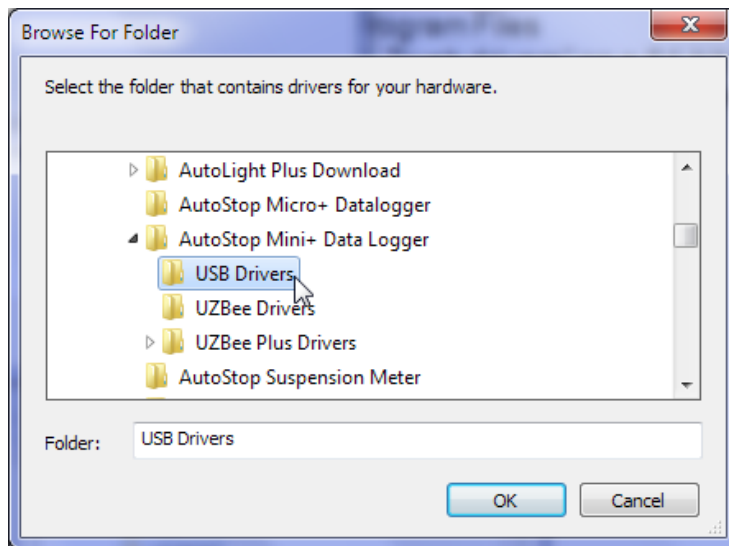 Browse For Folder
Select the folder that contains drivers for your hardware.
AutoLight Plus Download
AutoStop Micro+ Datalogger
AutoStop Mini+ Data Logger
USB Drivers
UZBee Drivers
UZBee Plus Drivers
AutoStop Suspension Meter
Folder: USB Drivers
OK Cancel